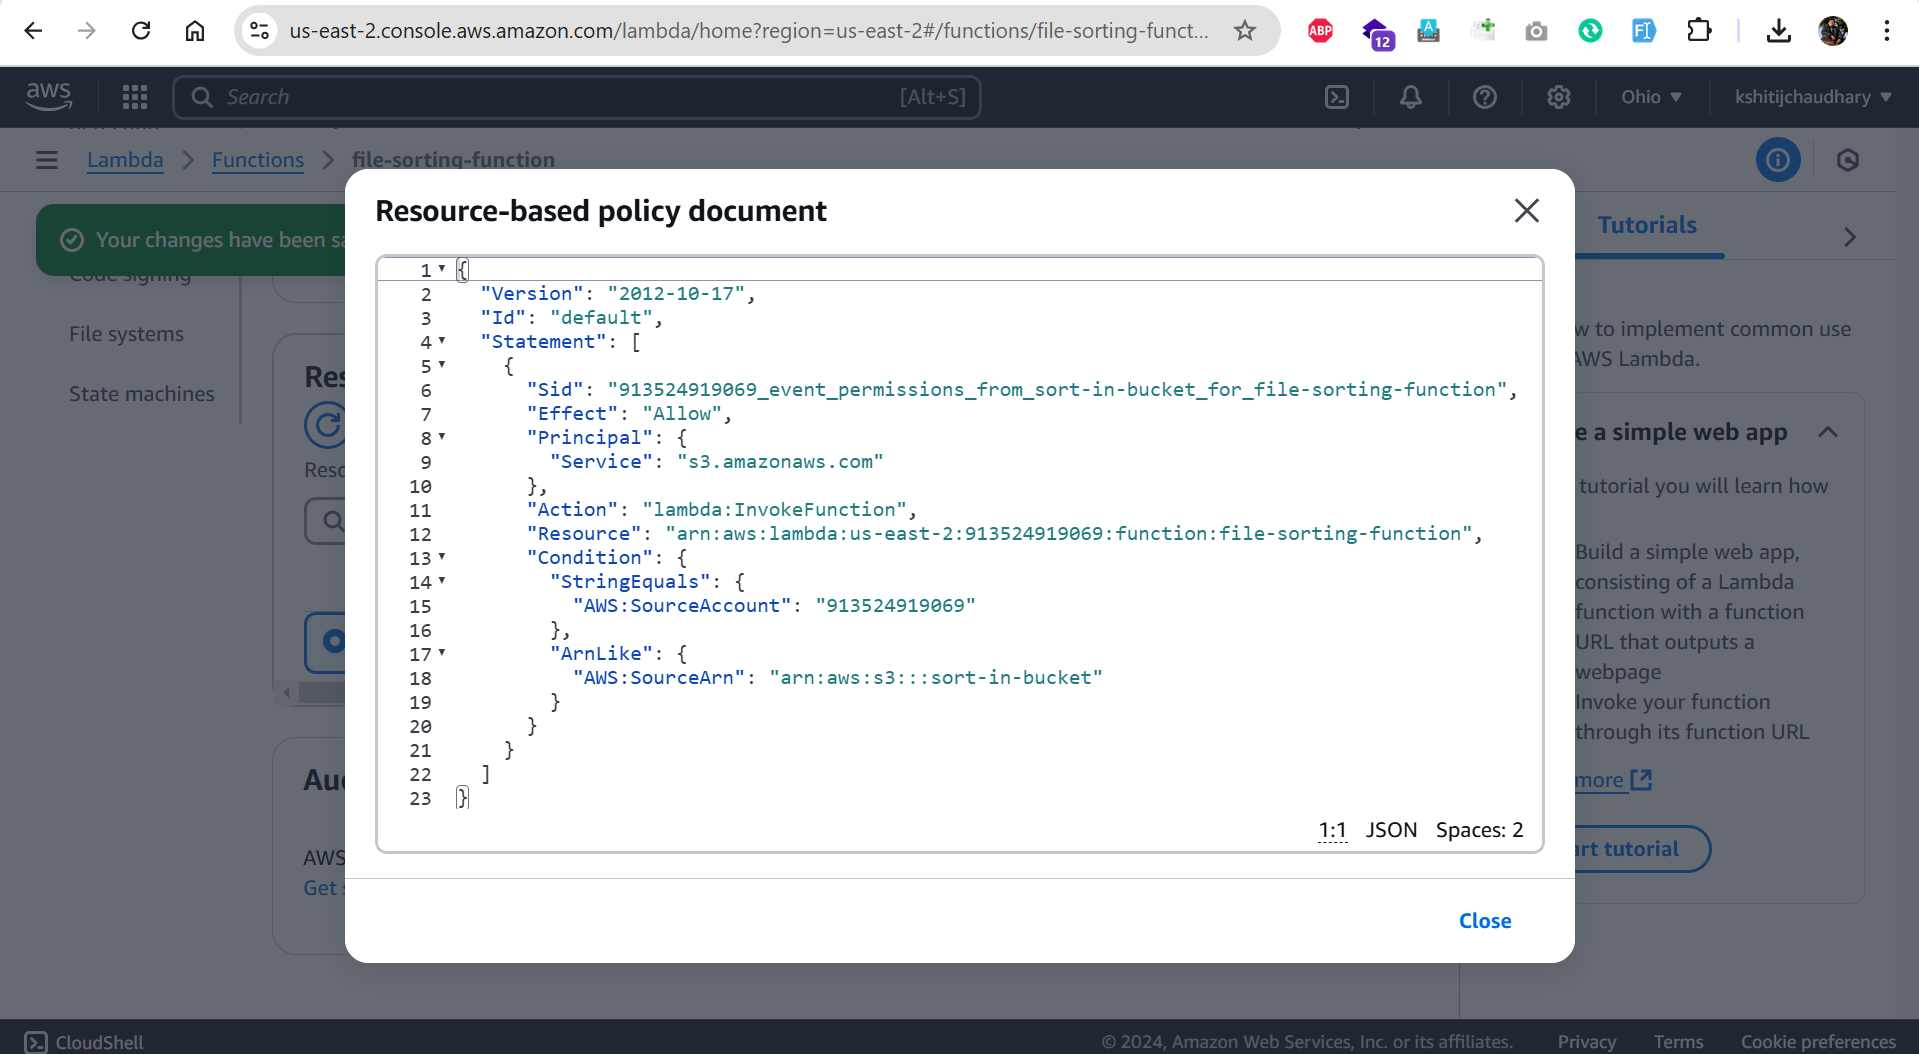 us-east-2.console.aws.amazon.com/lambda/home?region=us-east-2#/functions/file-sorting-funct...
ABP
12
A
FI
aws
Search
[Alt+S]
Ohio
kshitijchaudhary
Lambda
Functions
file-sorting-function
Your changes have been sa
Code signing
File systems
State machines
Res
Reso
Au
AWS
Get
Tutorials
w to implement common use
AWS Lambda.
e a simple web app
tutorial you will learn how
Build a simple web app,
consisting of a Lambda
function with a function
URL that outputs a
webpage
Invoke your function
through its function URL
more
art tutorial
Resource-based policy document
1 {
2 "Version": "2012-10-17",
3 "Id": "default",
4 "Statement": [
5 {
6 "Sid": "913524919069_event_permissions_from_sort-in-bucket_for_file-sorting-function",
7 "Effect": "Allow",
8 "Principal": {
9 "Service": "s3.amazonaws.com"
10 },
11 "Action": "lambda:InvokeFunction",
12 "Resource": "arn:aws:lambda:us-east-2:913524919069:function:file-sorting-function",
13 "Condition": {
14 "StringEquals": {
15 "AWS:SourceAccount": "913524919069"
16 },
17 "ArnLike": {
18 "AWS:SourceArn": "arn:aws:s3:::sort-in-bucket"
19 }
20 }
21 }
22 ]
23 }
1:1 JSON Spaces: 2
Close
CloudShell
© 2024, Amazon Web Services, Inc. or its affiliates.
Privacy
Terms
Cookie preferences